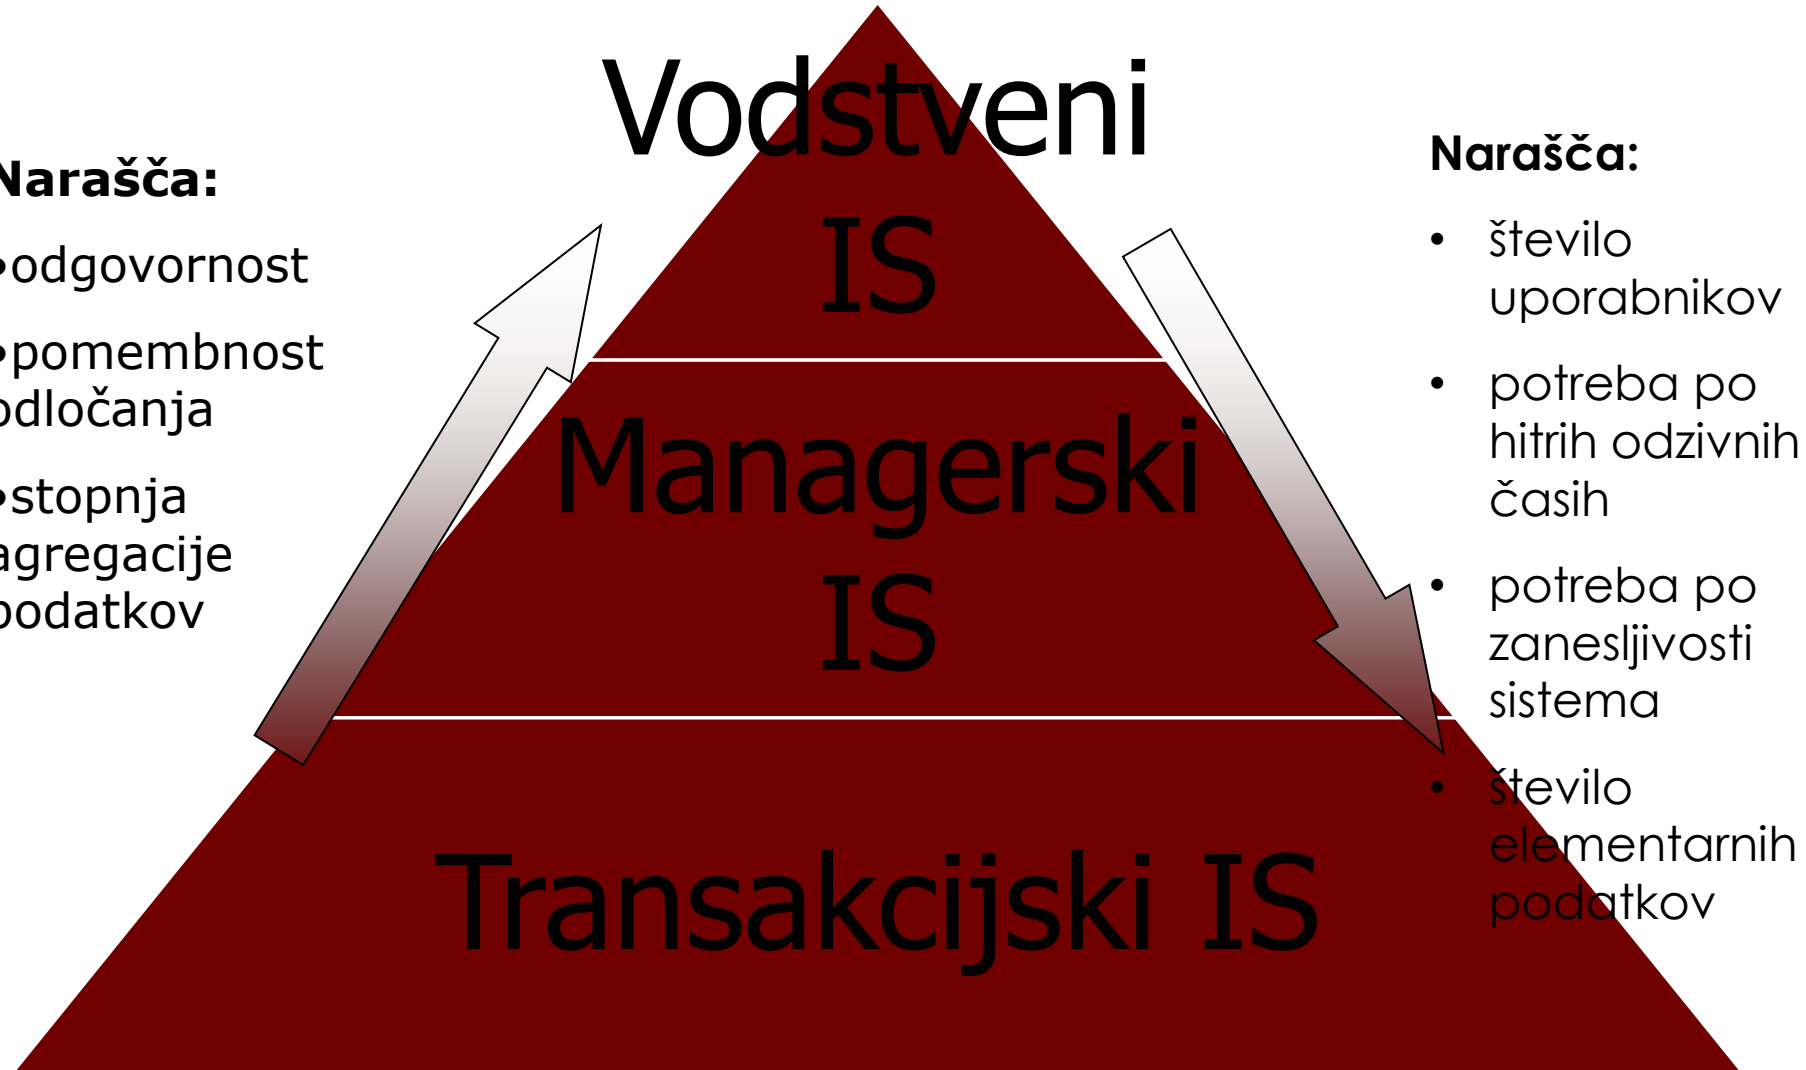 Vodstveni
IS
Managerski
IS
Transakcijski IS
Narašča:
•odgovornost
•pomembnost
odločanja
•stopnja
agregacije
podatkov
Narašča:
• število
uporabnikov
• potreba po
hitrih odzivnih
časih
• potreba po
zanesljivosti
sistema
• število
elementarnih
podatkov